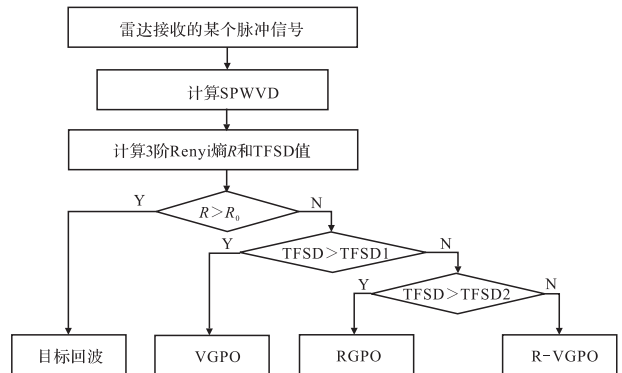 雷达接收的某个脉冲信号
计算SPWVD
计算3阶Renyi熵R和TFSD值
Y
N
R>R₀
Y
TFSD>TFSD1
N
Y
TFSD>TFSD2
N
目标回波
VGPO
RGPO
R-VGPO